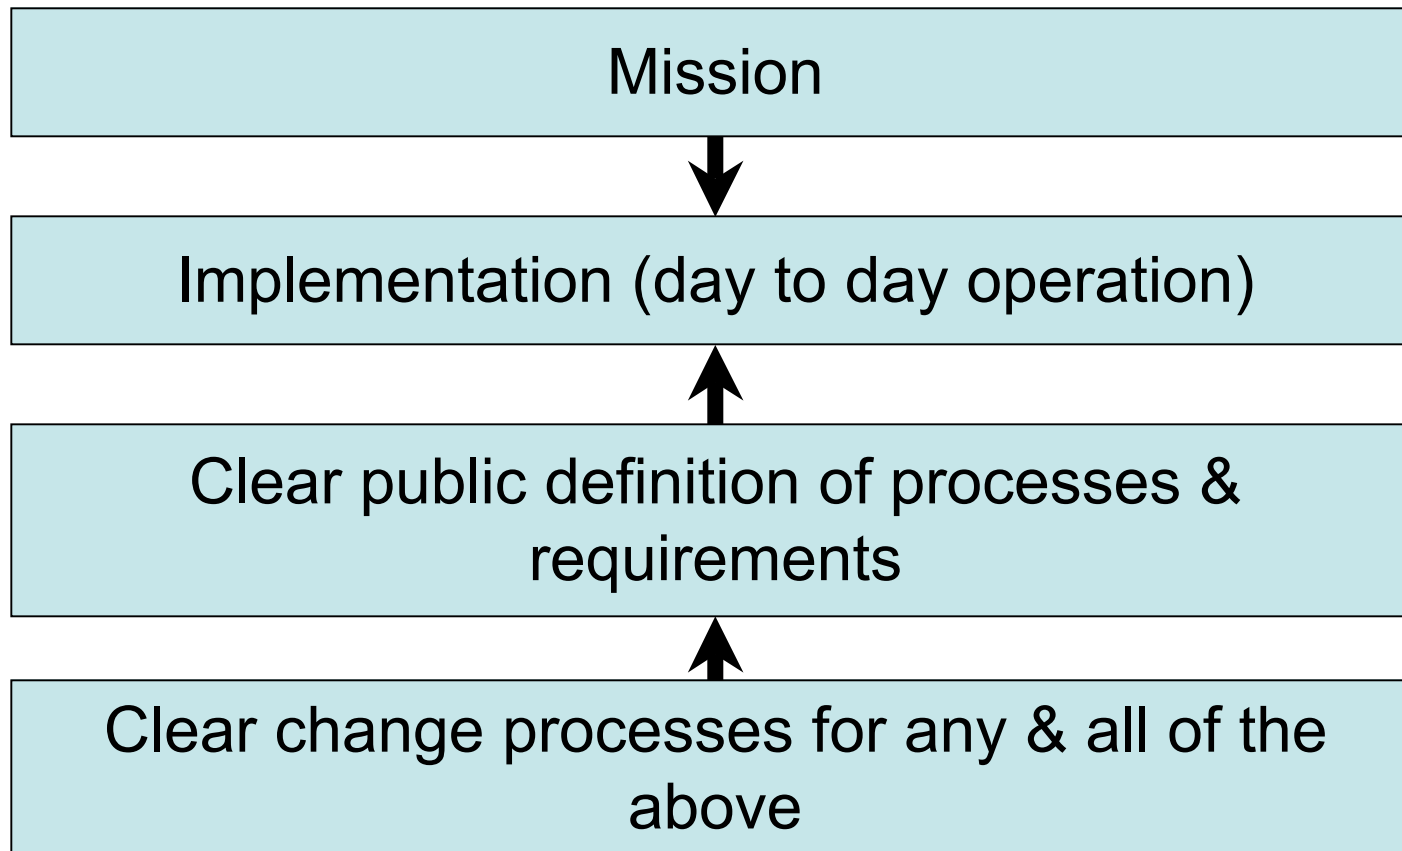 Mission
Implementation (day to day operation)
Clear public definition of processes &
requirements
Clear change processes for any & all of the
above